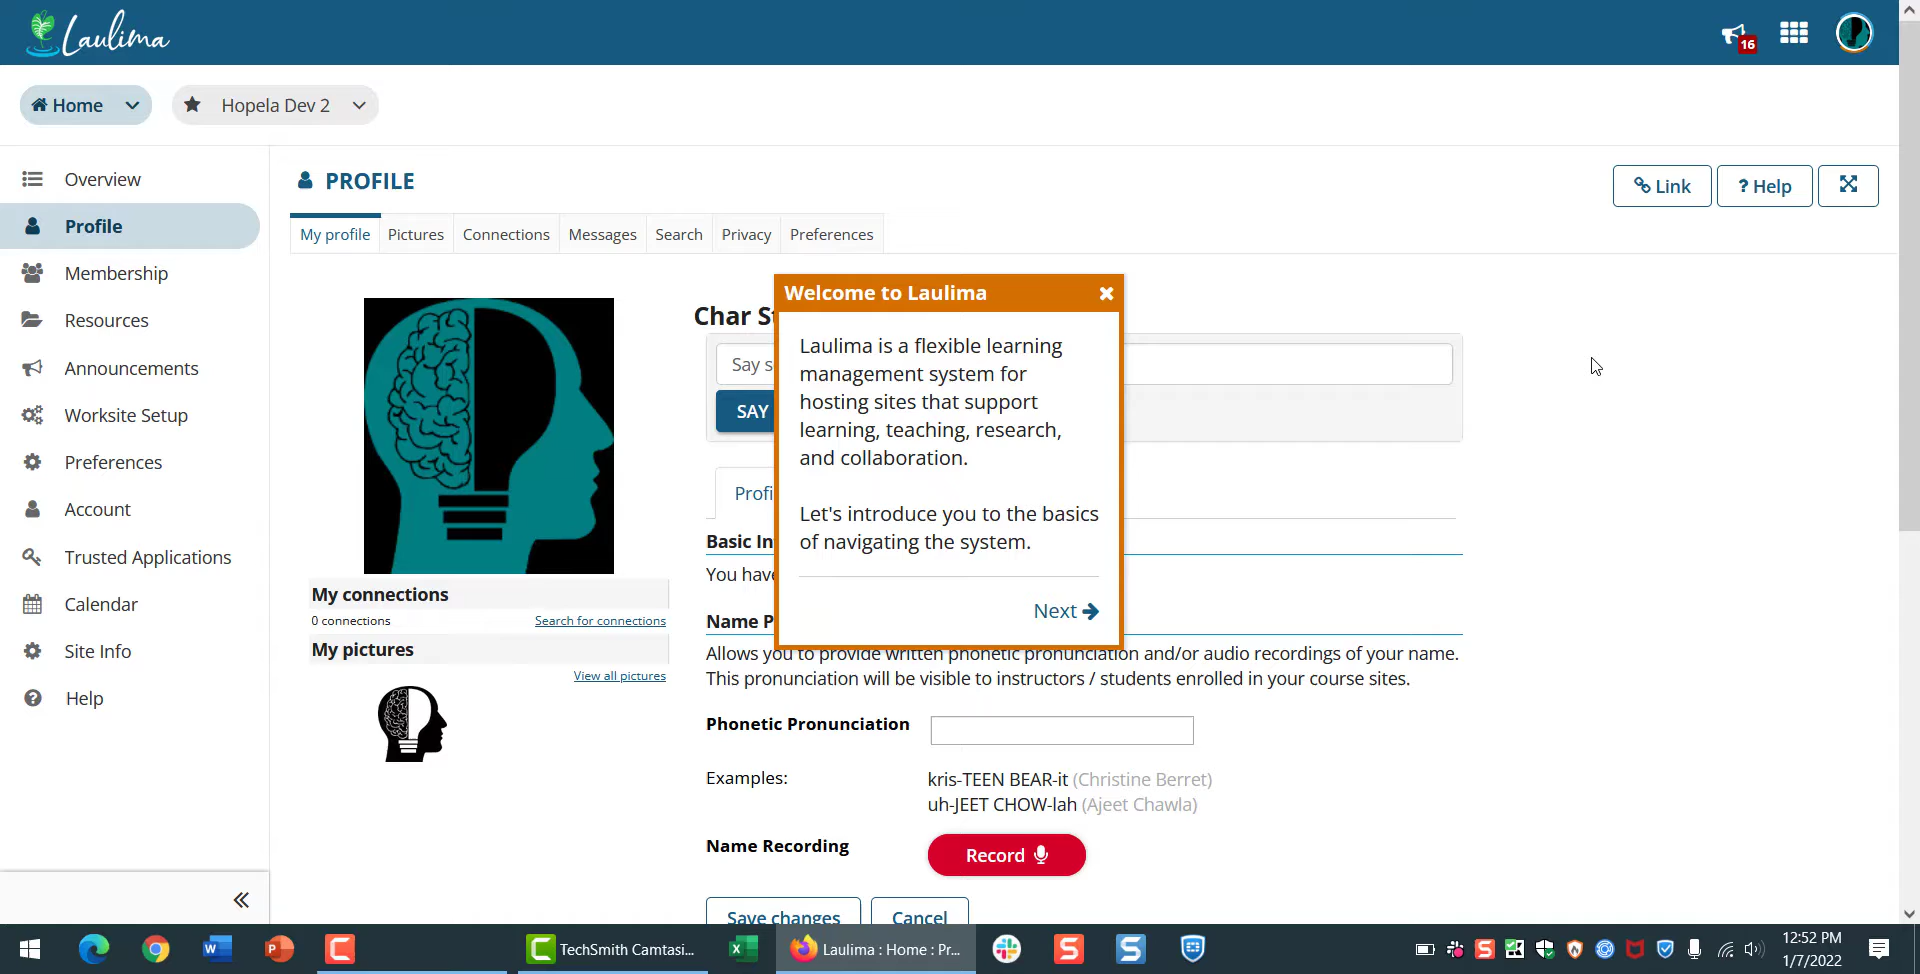 Laulima
16
Home
Hopela Dev 2
Overview
Profile
Membership
Resources
Announcements
Worksite Setup
Preferences
Account
Trusted Applications
Calendar
Site Info
Help
PROFILE
Link
? Help
My profile
Pictures
Connections
Messages
Search
Privacy
Preferences
Char
SAY
Basic
You
Name
Welcome to Laulima
Laulima is a flexible learning
management system for
hosting sites that support
learning, teaching, research,
and collaboration.
Let's introduce you to the basics
of navigating the system.
Next
My connections
0 connections
Search for connections
My pictures
View all pictures
Allows you to provide written phonetic pronunciation and/or audio recordings of your name.
This pronunciation will be visible to instructors / students enrolled in your course sites.
Phonetic Pronunciation
Examples:
kris-TEEN BEAR-it (Christine Berret)
uh-JEET CHOW-lah (Ajeet Chawla)
Name Recording
Record
Save changes
Cancel
TechSmith Camtasi...
Laulima : Home : Pr...
12:52 PM
1/7/2022